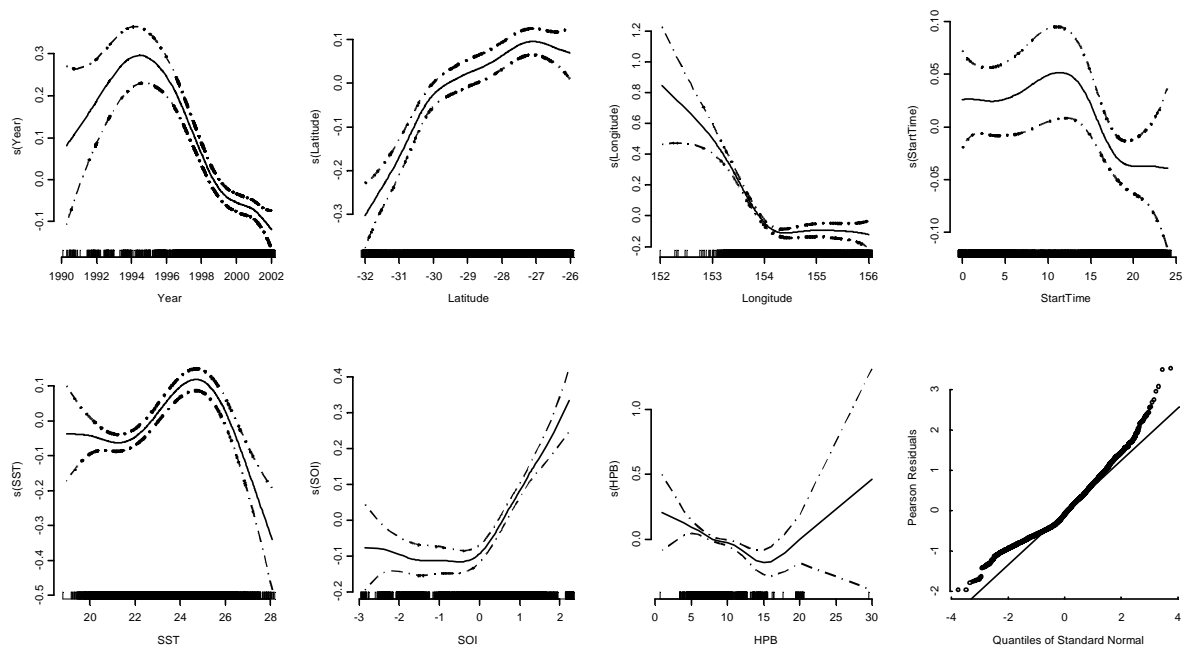 s(Year)
0.3
0.2
0.1
0.0
-0.1
1990 1992 1994 1996 1998 2000 2002
Year
s(Latitude)
0.1
0.0
-0.1
-0.3
-32 -31 -30 -29 -28 -27 -26
Latitude
s(Longitude)
1.2
1.0
0.8
0.6
0.4
0.2
0.0
-0.2
152 153 154 155 156
Longitude
s(StartTime)
0.10
0.05
0.0
-0.05
-0.10
0 5 10 15 20 25
StartTime
s(SST)
0.1
0.0
-0.1
-0.2
-0.3
-0.4
-0.5
20 22 24 26 28
SST
s(SOI)
0.4
0.3
0.2
0.1
0.0
-0.1
-0.2
-3 -2 -1 0 1 2
SOI
s(HPB)
1.0
0.5
0.0
0 5 10 15 20 25 30
HPB
Pearson Residuals
3
2
1
0
-1
-2
-4 -2 0 2 4
Quantiles of Standard Normal